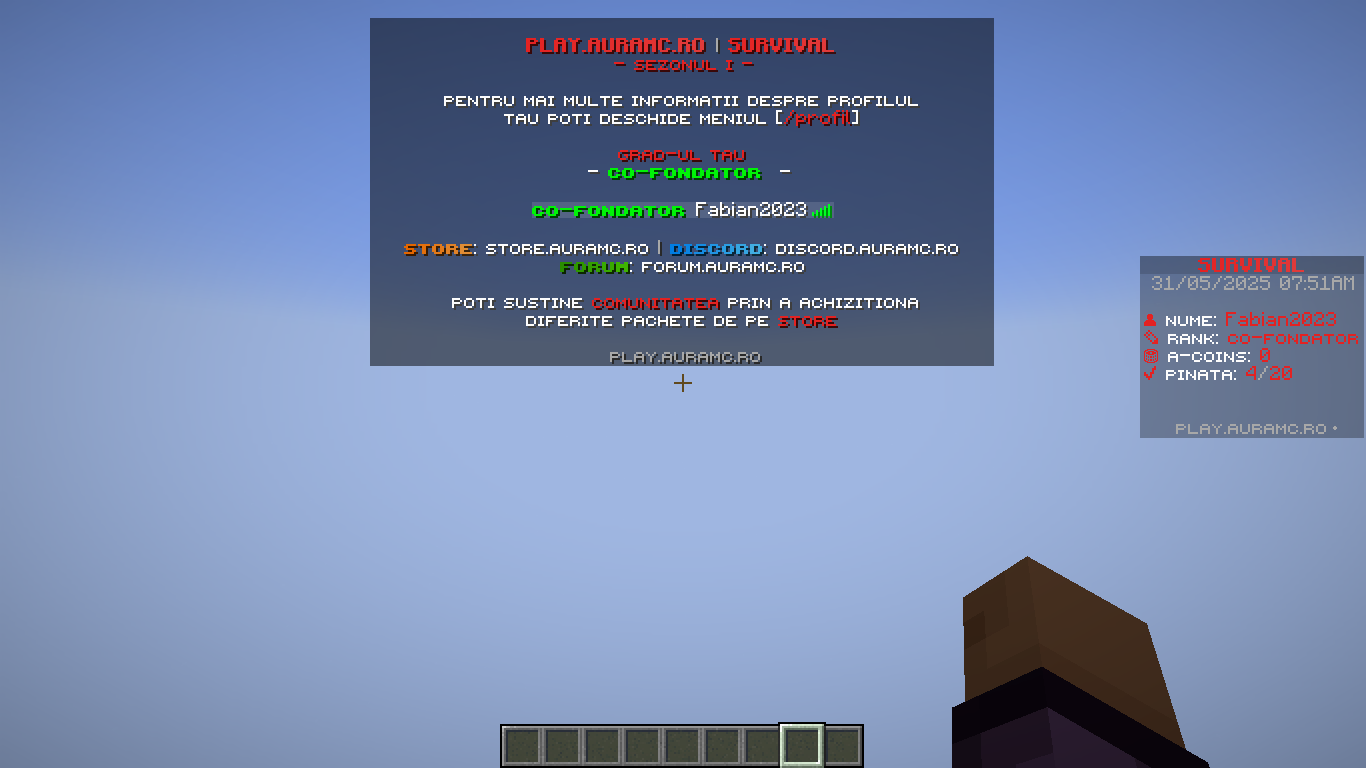 PLAY.AURAMC.RO | SURVIVAL
- SEZONUL I -
PENTRU MAI MULTE INFORMATII DESPRE PROFILUL
TAU POTI DESCHIDE MENIUL [/profil]
GRAD-UL TAU
- CO-FONDATOR -
CO-FONDATOR Fabian2023
STORE: STORE.AURAMC.RO | DISCORD: DISCORD.AURAMC.RO
FORUM: FORUM.AURAMC.RO
POTI SUSTINE COMUNITATEA PRIN A ACHIZITIONA
DIFERITE PACHETE DE PE STORE
PLAY.AURAMC.RO
SURVIVAL
31/05/2025 07:51AM
NUME: Fabian2023
RANK: CO-FONDATOR
A-COINS: 0
PINATA: 4/20
PLAY.AURAMC.RO •